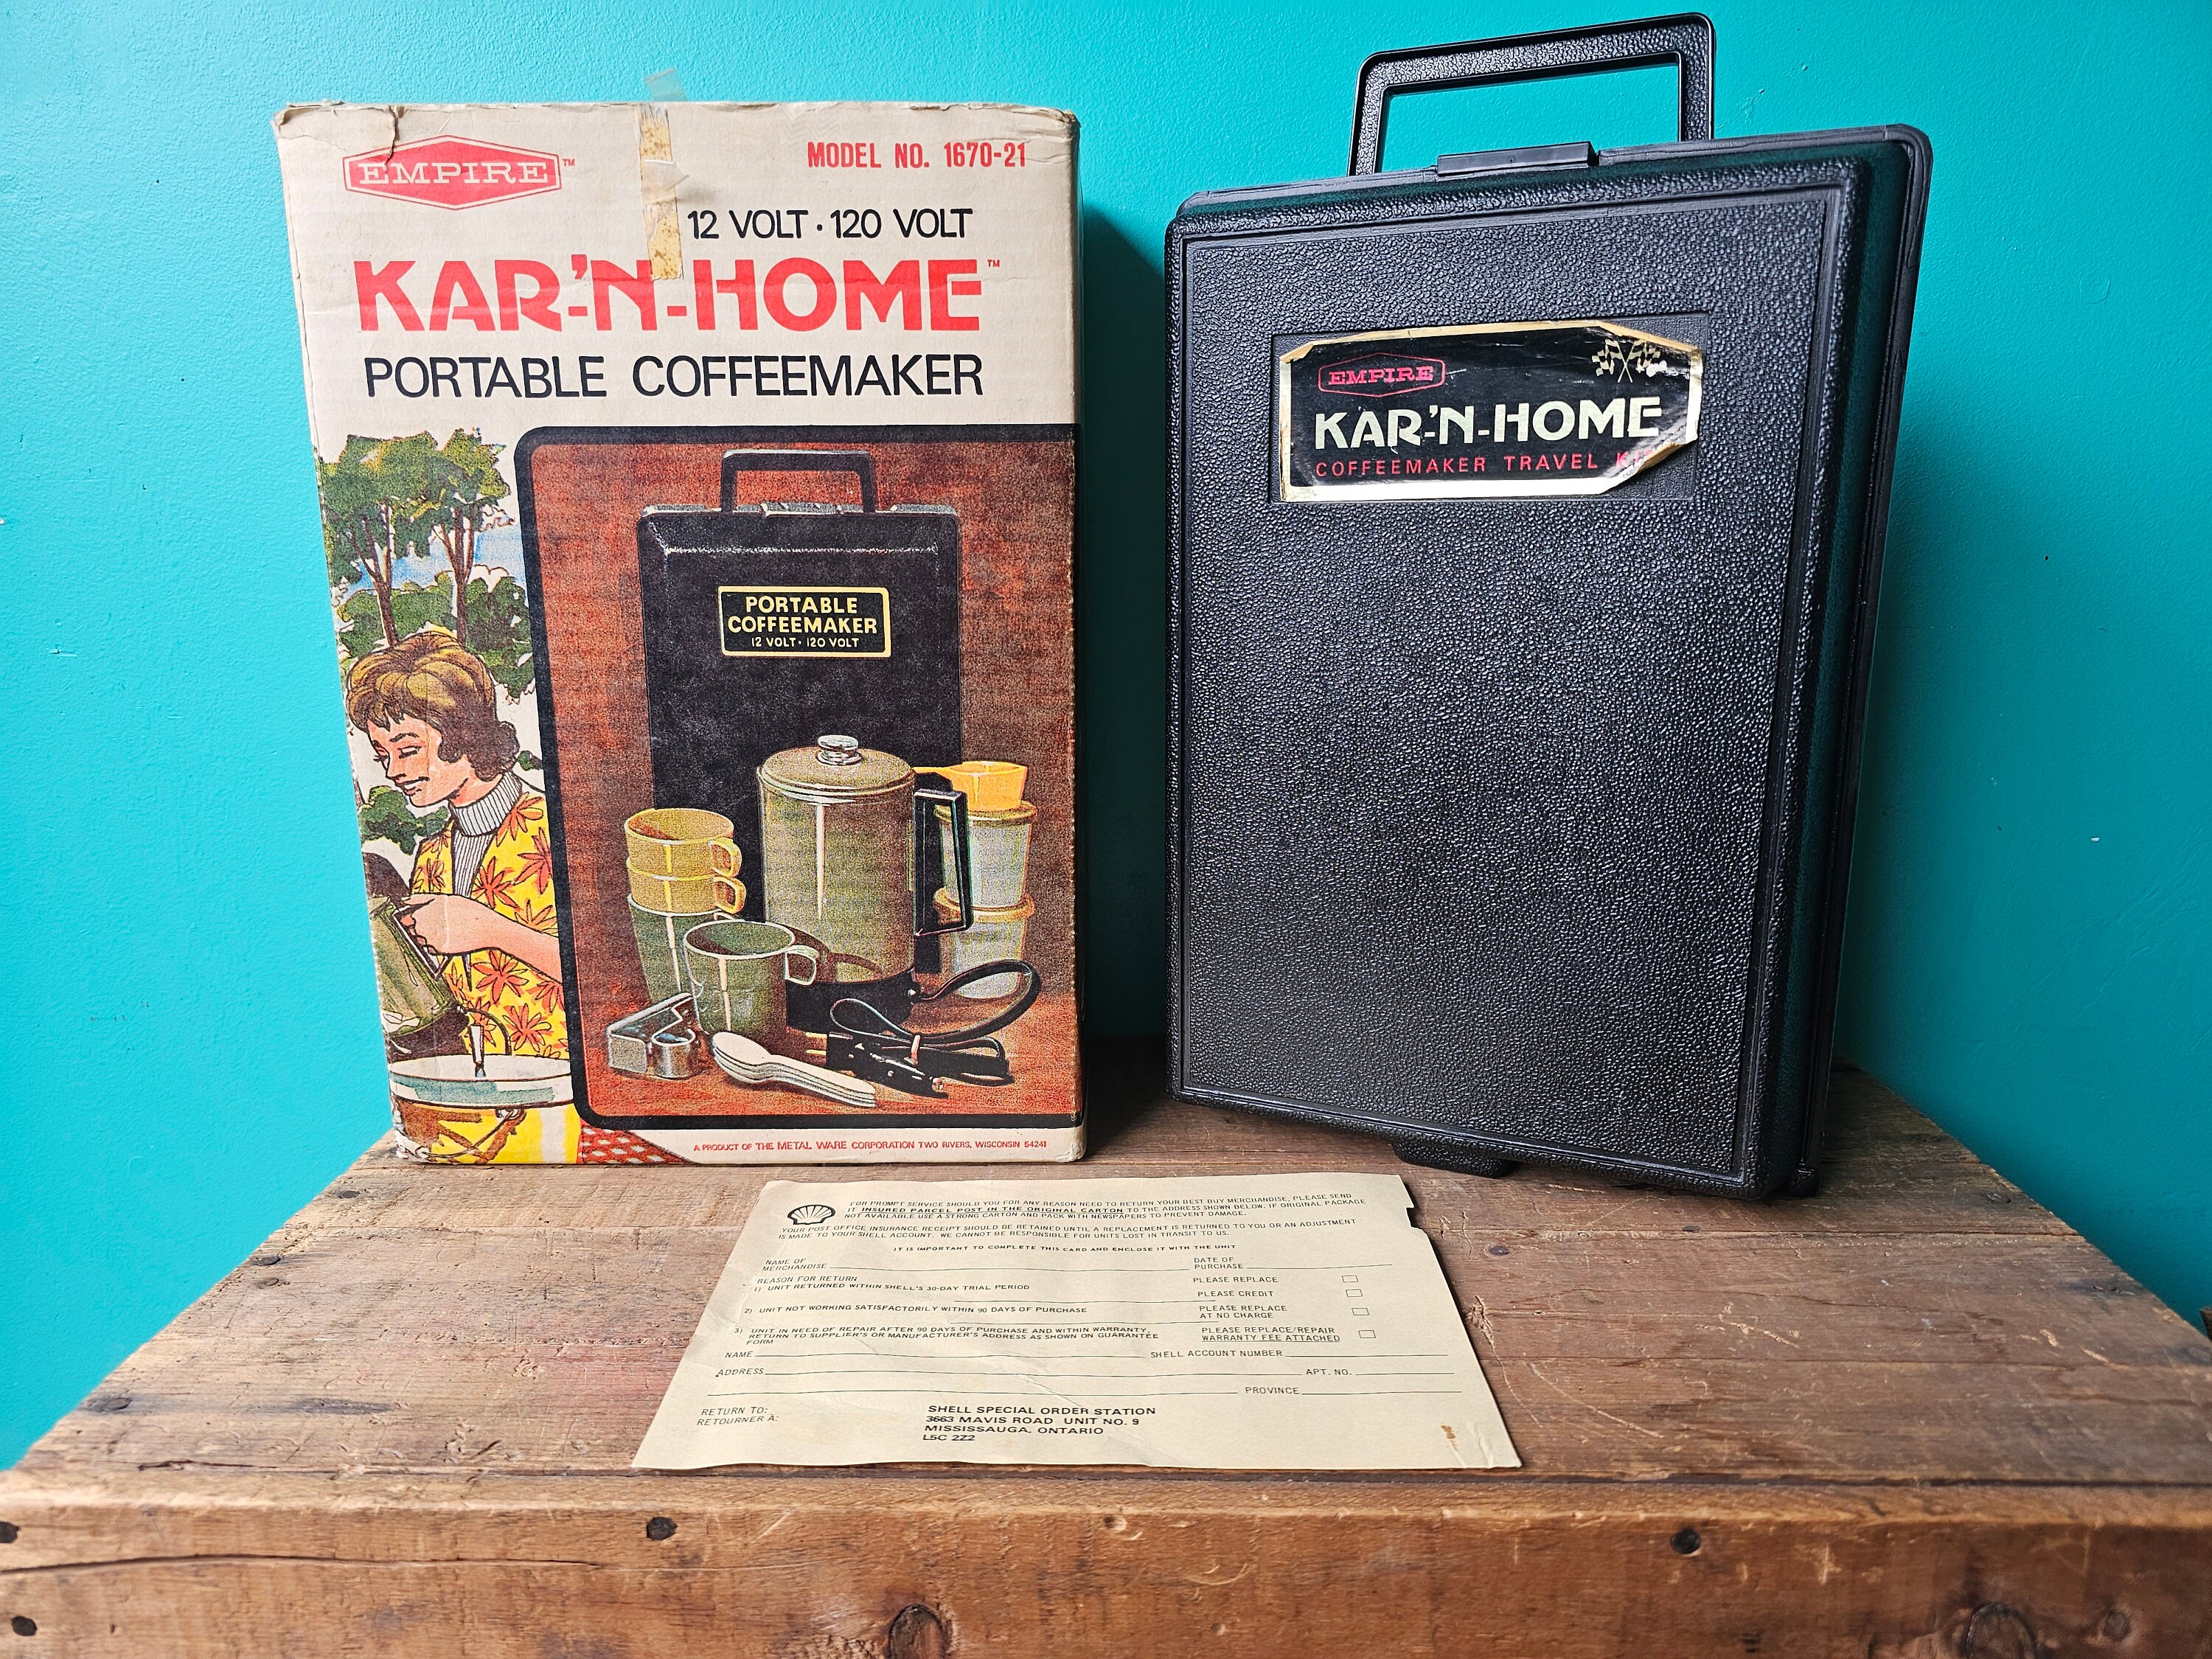 EMPIRE™
MODEL NO. 1670-21
12 VOLT · 120 VOLT
KAR-'N-HOME™
PORTABLE COFFEEMAKER
PORTABLE
COFFEEMAKER
12 VOLT · 120 VOLT
A PRODUCT OF THE METAL WARE CORPORATION TWO RIVERS, WISCONSIN 54241
EMPIRE
KAR-'N-HOME
COFFEEMAKER TRAVEL
FOR PROMPT SERVICE SHOULD YOU FOR ANY REASON NEED TO RETURN YOUR BEST BUY MERCHANDISE, PLEASE SEND
IT INSURED PARCEL POST IN THE ORIGINAL CARTON TO THE ADDRESS SHOWN BELOW. IF ORIGINAL PACKAGE
NOT AVAILABLE USE A STRONG CARTON AND PACK WITH NEWSPAPERS TO PREVENT DAMAGE.
YOUR POST OFFICE INSURANCE RECEIPT SHOULD BE RETAINED UNTIL A REPLACEMENT IS RETURNED TO YOU OR AN ADJUSTMENT
IS MADE TO YOUR SHELL ACCOUNT. WE CANNOT BE RESPONSIBLE FOR UNITS LOST IN TRANSIT TO US.
IT IS IMPORTANT TO COMPLETE THIS CARD AND ENCLOSE IT WITH THE UNIT
NAME OF
MERCHANDISE
DATE OF
PURCHASE
REASON FOR RETURN
1) UNIT RETURNED WITHIN SHELL'S 30-DAY TRIAL PERIOD
PLEASE REPLACE
PLEASE CREDIT
2) UNIT NOT WORKING SATISFACTORILY WITHIN 90 DAYS OF PURCHASE
PLEASE REPLACE
AT NO CHARGE
3) UNIT IN NEED OF REPAIR AFTER 90 DAYS OF PURCHASE AND WITHIN WARRANTY,
RETURN TO SUPPLIER'S OR MANUFACTURER'S ADDRESS AS SHOWN ON GUARANTEE
FORM
PLEASE REPLACE/REPAIR
WARRANTY FEE ATTACHED
NAME SHELL ACCOUNT NUMBER
ADDRESS APT. NO.
PROVINCE
RETURN TO:
RETOURNER À:
SHELL SPECIAL ORDER STATION
3663 MAVIS ROAD UNIT NO. 9
MISSISSAUGA, ONTARIO
L5C 2Z2